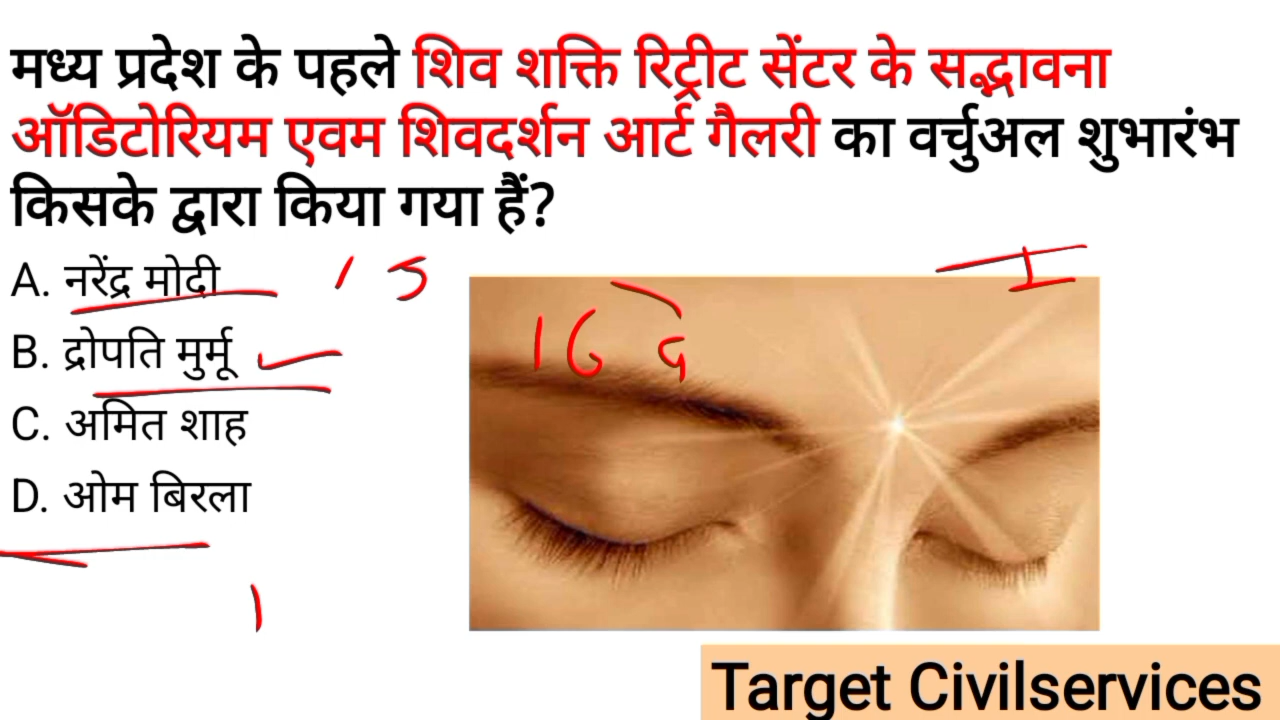 मध्य प्रदेश के पहले शिव शक्ति रिट्रीट सेंटर के सद्भावना
ऑडिटोरियम एवम शिवदर्शन आर्ट गैलरी का वर्चुअल शुभारंभ
किसके द्वारा किया गया हैं?
A. नरेंद्र मोदी
B. द्रोपति मुर्मू
C. अमित शाह
D. ओम बिरला
Target Civilservices